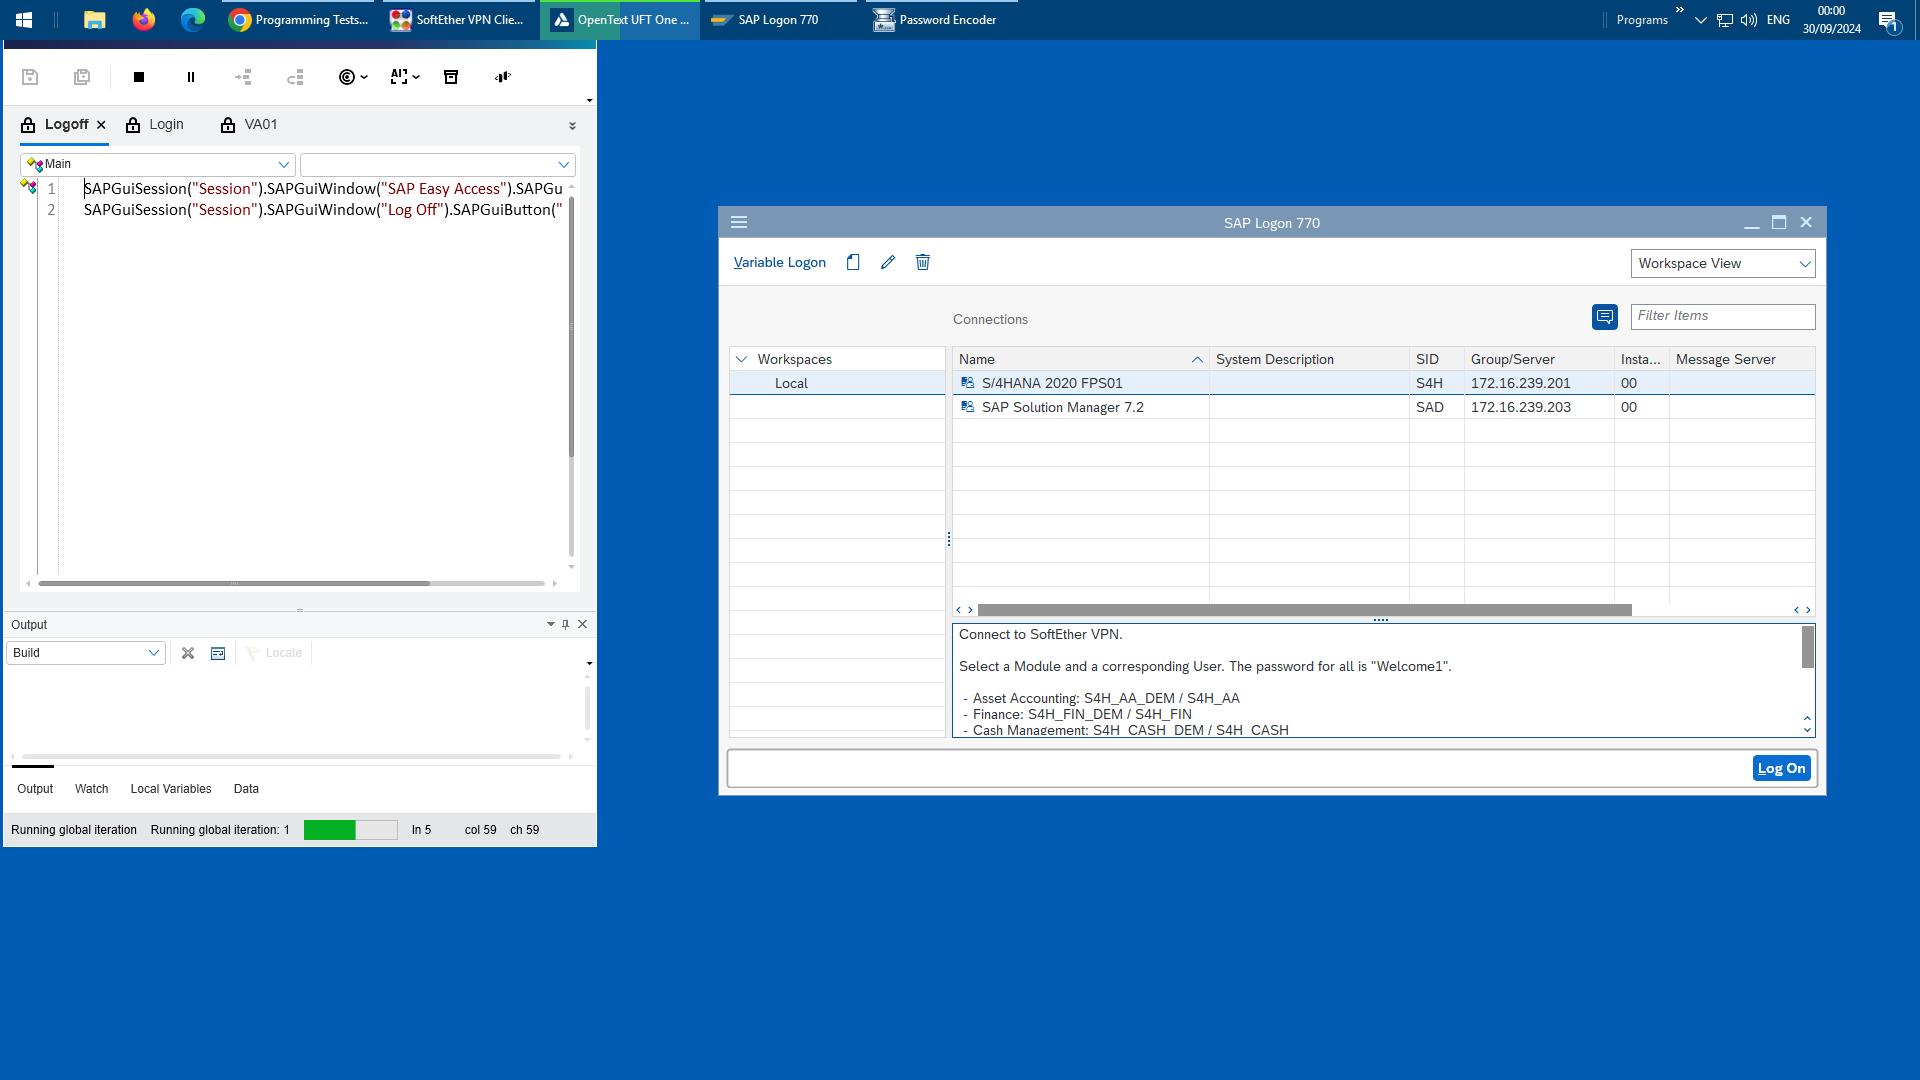 Programming Tests...
SoftEther VPN Clie...
OpenText UFT One ...
SAP Logon 770
Password Encoder
Programs
ENG
00:00
30/09/2024
1
Logoff
Login
VA01
Main
1 SAPGuiSession("Session").SAPGuiWindow("SAP Easy Access").SAPGu
2 SAPGuiSession("Session").SAPGuiWindow("Log Off").SAPGuiButton("
Output
Build
Locate
Output Watch Local Variables Data
Running global iteration Running global iteration: 1 ln 5 col 59 ch 59
SAP Logon 770
Variable Logon
Workspace View
Connections
Filter Items
Workspaces
Local
Name System Description SID Group/Server Insta... Message Server
S/4HANA 2020 FPS01 S4H 172.16.239.201 00
SAP Solution Manager 7.2 SAD 172.16.239.203 00
Connect to SoftEther VPN.
Select a Module and a corresponding User. The password for all is "Welcome1".
- Asset Accounting: S4H_AA_DEM / S4H_AA
- Finance: S4H_FIN_DEM / S4H_FIN
- Cash Management: S4H_CASH_DEM / S4H_CASH
Log On